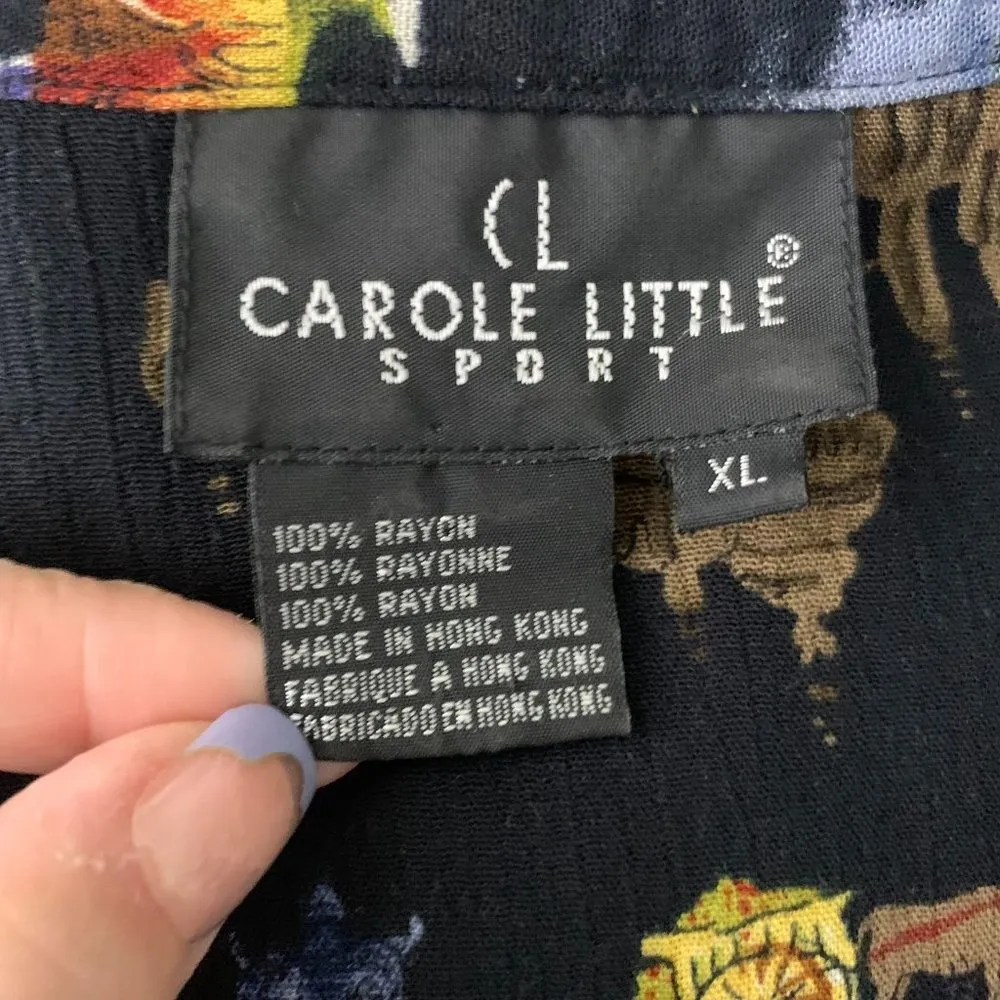 CL
CAROLE LITTLE®
SPORT
XL.
100% RAYON
100% RAYONNE
100% RAYON
MADE IN HONG KONG
FABRIQUE A HONG KONG
FABRICADO EN HONG KONG